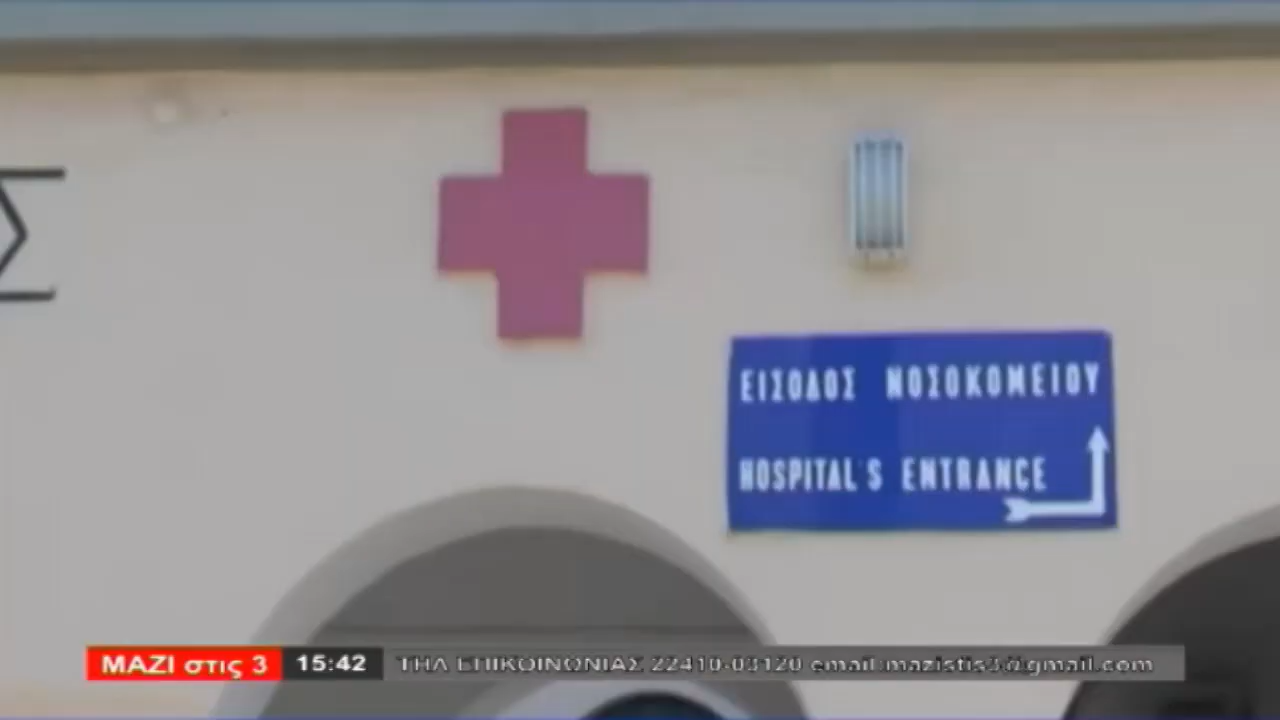 Σ
ΕΙΣΟΔΟΣ ΝΟΣΟΚΟΜΕΙΟΥ
HOSPITAL'S ENTRANCE
ΜΑΖΙ στις 3 15:42 ΤΗΛ ΕΠΙΚΟΙΝΩΝΙΑΣ 22410-03120 email:mazistis3@gmail.com